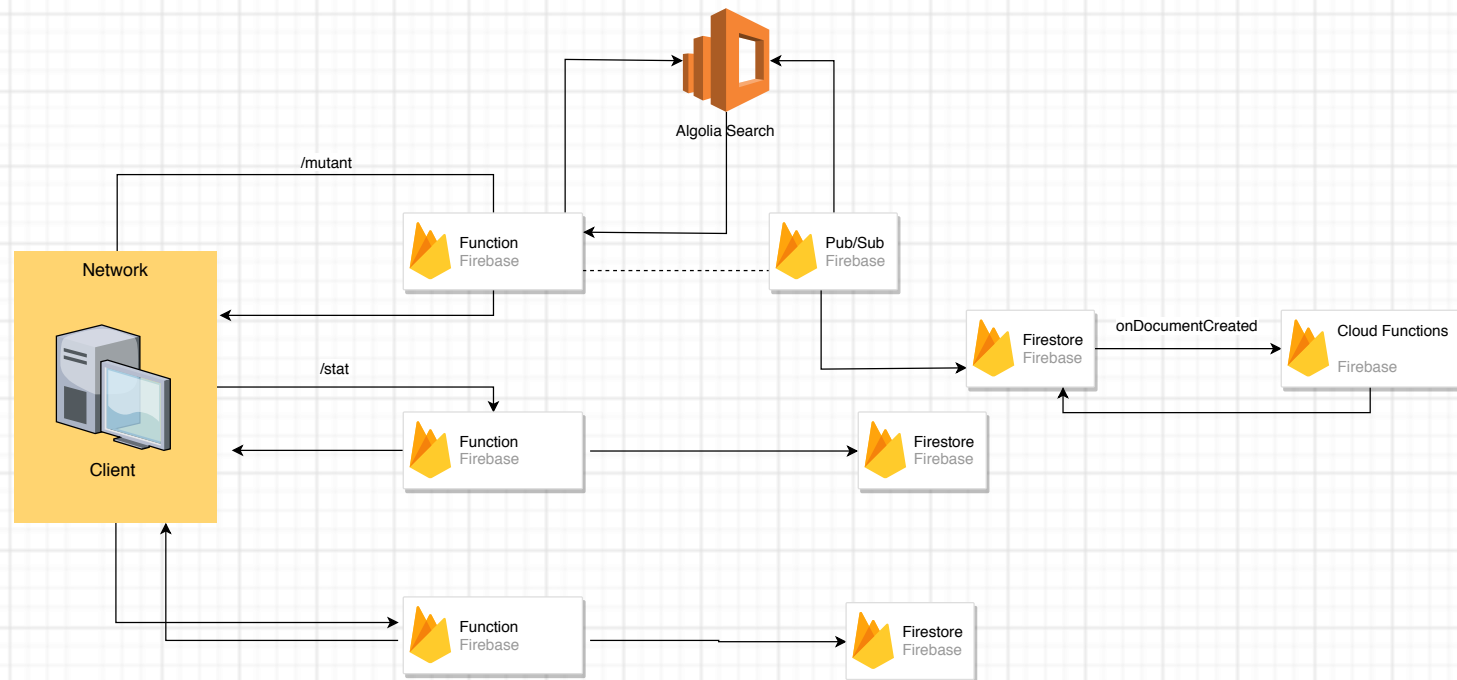 Algolia Search
/mutant
Function
Firebase
Pub/Sub
Firebase
Network
Client
Firestore
Firebase
onDocumentCreated
Cloud Functions
Firebase
/stat
Function
Firebase
Firestore
Firebase
Function
Firebase
Firestore
Firebase